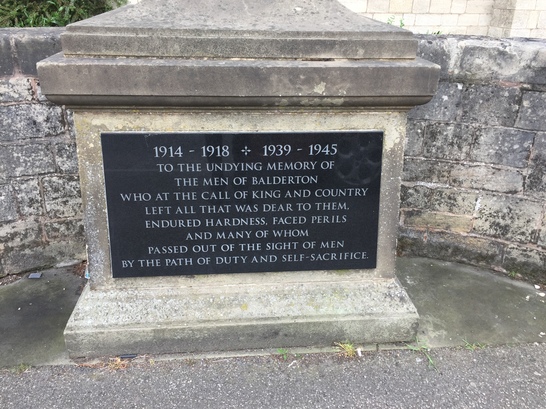 1914 - 1918 ✢ 1939 - 1945
TO THE UNDYING MEMORY OF
THE MEN OF BALDERTON
WHO AT THE CALL OF KING AND COUNTRY
LEFT ALL THAT WAS DEAR TO THEM,
ENDURED HARDNESS, FACED PERILS
AND MANY OF WHOM
PASSED OUT OF THE SIGHT OF MEN
BY THE PATH OF DUTY AND SELF-SACRIFICE.